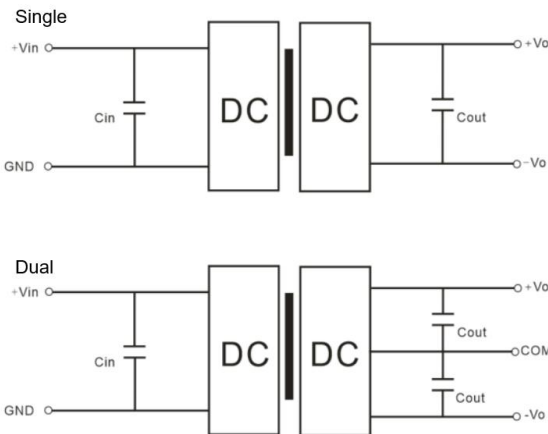 Single
+Vin
+Vo
Cin
DC
DC
Cout
GND
-Vo
Dual
+Vin
+Vo
Cout
Cin
DC
DC
COM
Cout
GND
-Vo